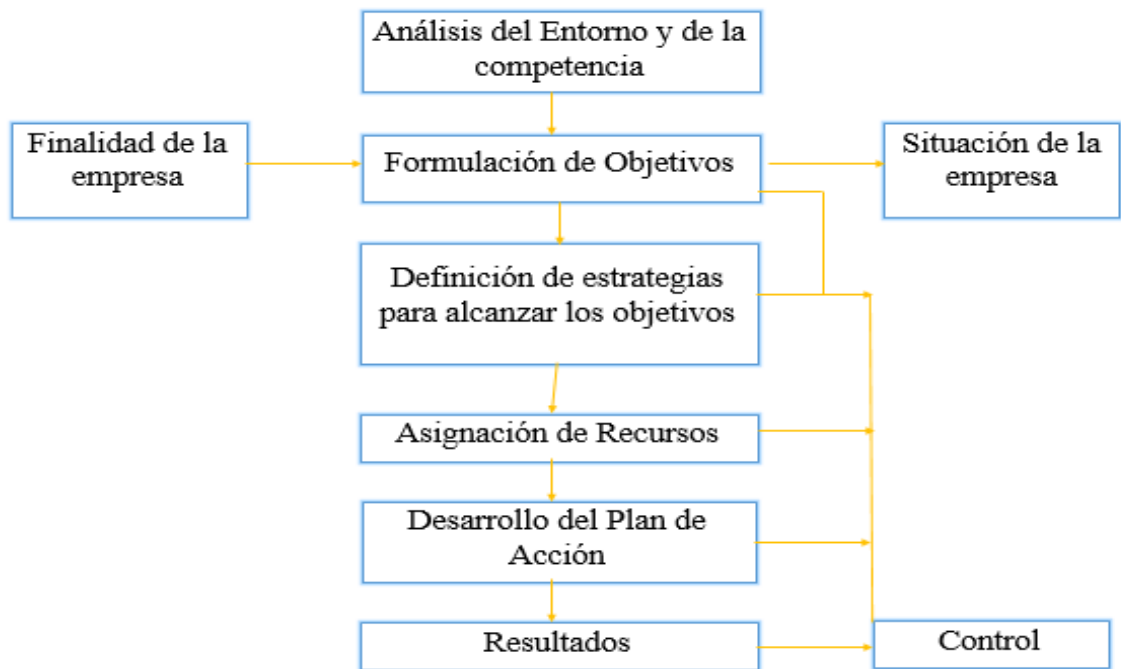 Análisis del Entorno y de la
competencia
Finalidad de la
empresa
Formulación de Objetivos
Situación de la
empresa
Definición de estrategias
para alcanzar los objetivos
Asignación de Recursos
Desarrollo del Plan de
Acción
Resultados
Control